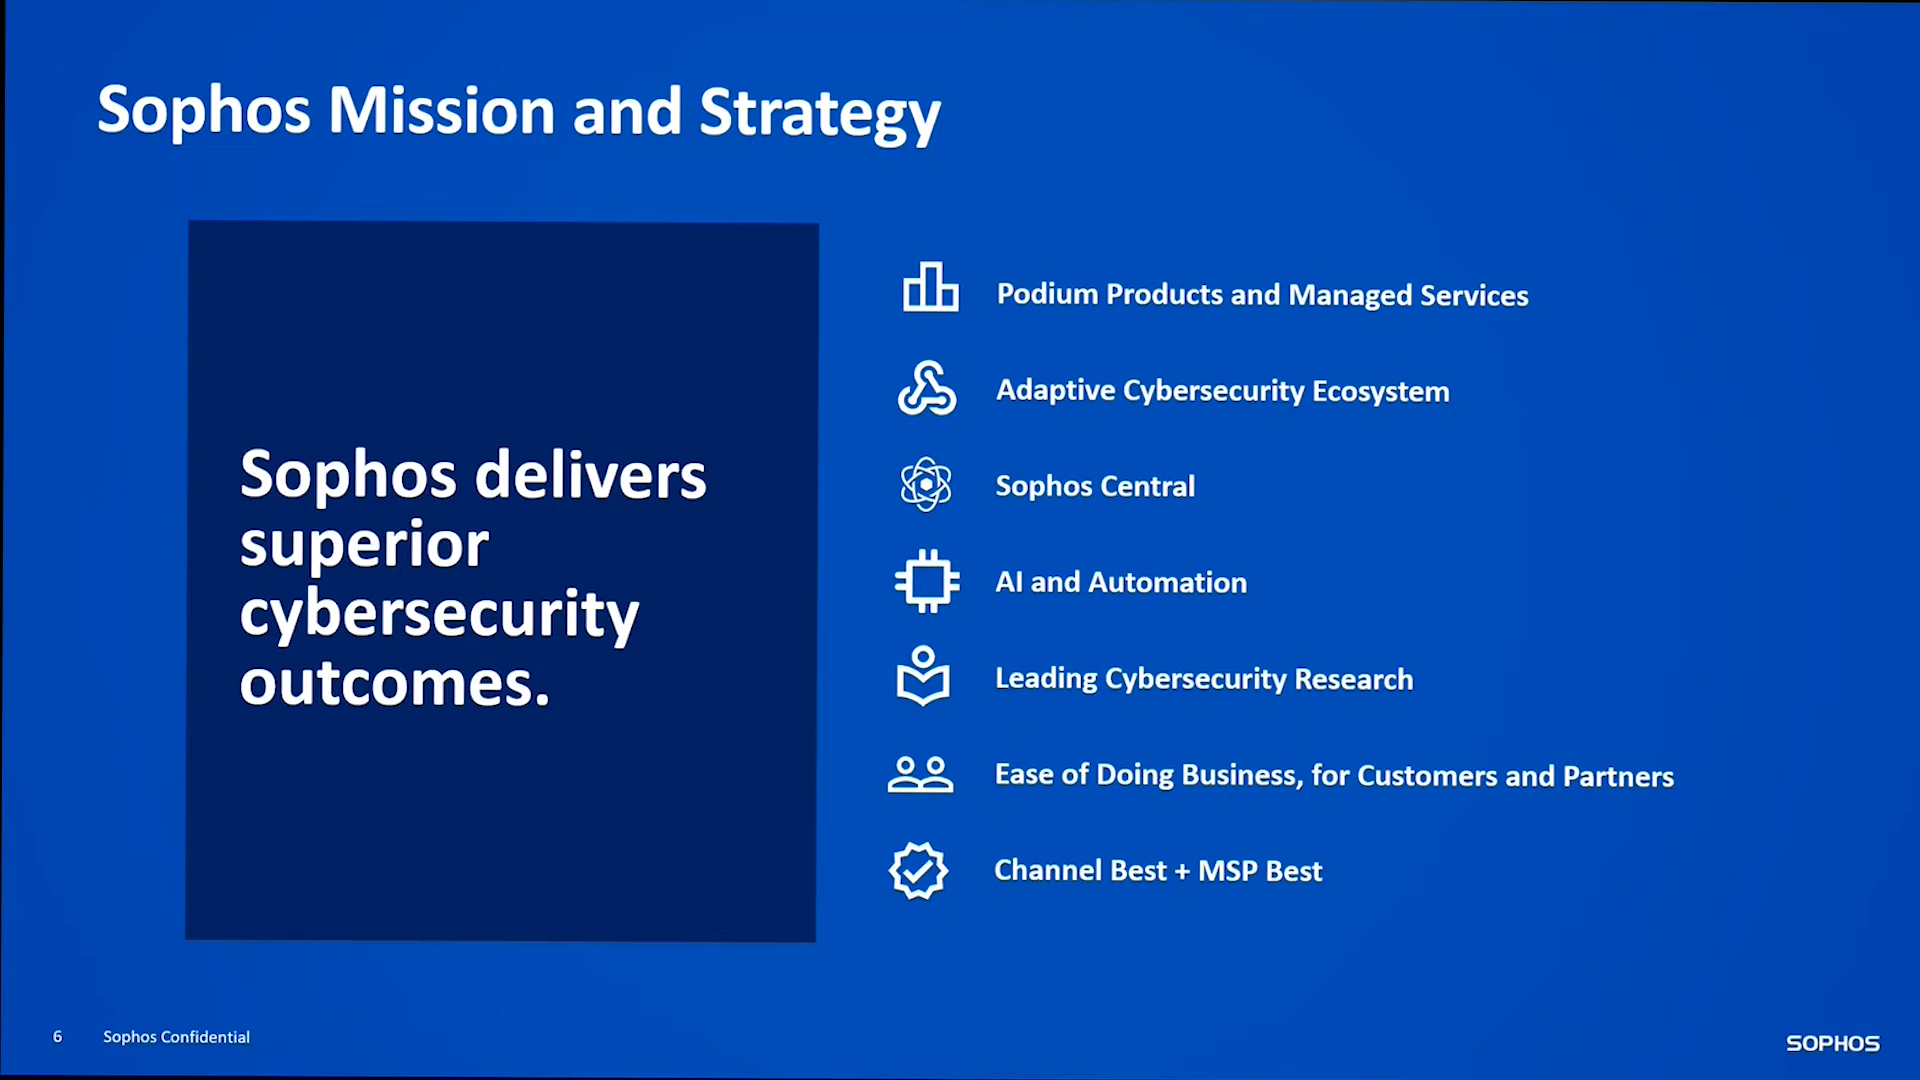 Sophos Mission and Strategy
Sophos delivers
superior
cybersecurity
outcomes.
Podium Products and Managed Services
Adaptive Cybersecurity Ecosystem
Sophos Central
AI and Automation
Leading Cybersecurity Research
Ease of Doing Business, for Customers and Partners
Channel Best + MSP Best
6
Sophos Confidential
SOPHOS